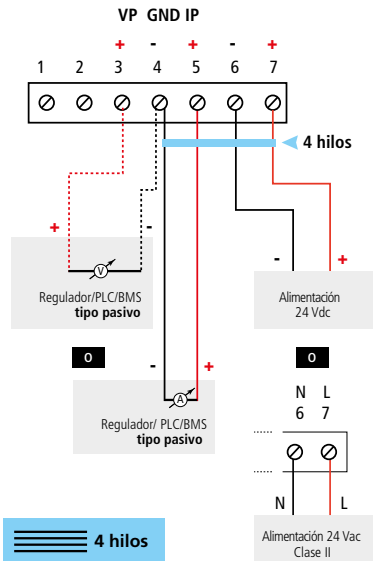 VP GND IP
+ - + - +
1 2 3 4 5 6 7
4 hilos
+ -
V
Regulador/PLC/BMS
tipo pasivo
- +
Alimentación
24 Vdc
o
o
- +
A
Regulador/ PLC/BMS
tipo pasivo
N L
6 7
N L
4 hilos
Alimentación 24 Vac
Clase II